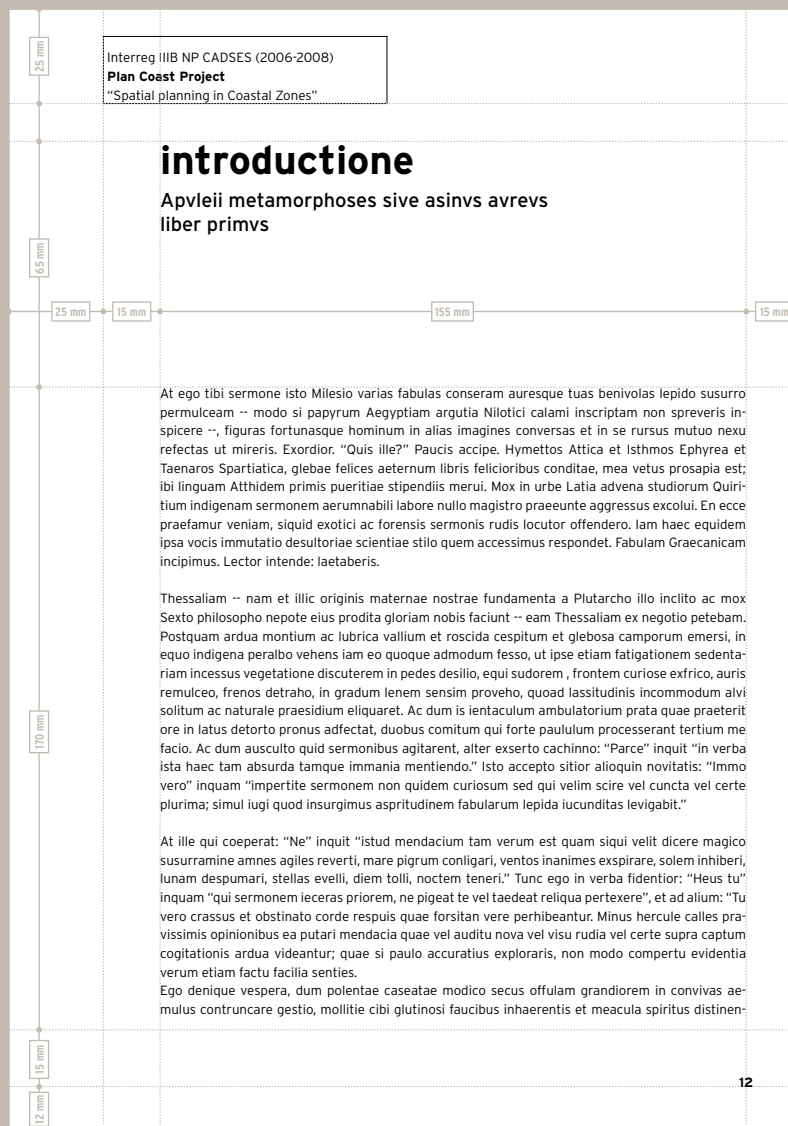 25 mm
Interreg IIIB NP CADSES (2006-2008)
Plan Coast Project
“Spatial planning in Coastal Zones”
introductione
Apvleii metamorphoses sive asinvs avrevs
liber primvs
65 mm
25 mm
15 mm
155 mm
15 mm
At ego tibi sermone isto Milesio varias fabulas conseram auresque tuas benivolas lepido susurro
permulceam -- modo si papyrum Aegyptiam argutia Nilotici calami inscriptam non spreveris in-
spicere --, figuras fortunasque hominum in alias imagines conversas et in se rursus mutuo nexu
refectas ut mireris. Exordior. “Quis ille?” Paucis accipe. Hymettos Attica et Isthmos Ephyrea et
Taenaros Spartiatica, glebae felices aeternum libris felicioribus conditae, mea vetus prosapia est;
ibi linguam Atthidem primis pueritiae stipendiis merui. Mox in urbe Latia advena studiorum Quiri-
tium indigenam sermonem aerumnabili labore nullo magistro praeeunte aggressus excolui. En ecce
praefamur veniam, siquid exotici ac forensis sermonis rudis locutor offendero. Iam haec equidem
ipsa vocis immutatio desultoriae scientiae stilo quem accessimus respondet. Fabulam Graecanicam
incipimus. Lector intende: laetaberis.
Thessaliam -- nam et illic originis maternae nostrae fundamenta a Plutarcho illo inclito ac mox
Sexto philosopho nepote eius prodita gloriam nobis faciunt -- eam Thessaliam ex negotio petebam.
Postquam ardua montium ac lubrica vallium et roscida cespitum et glebosa camporum emersi, in
equo indigena peralbo vehens iam eo quoque admodum fesso, ut ipse etiam fatigationem sedenta-
riam incessus vegetatione discuterem in pedes desilio, equi sudorem , frontem curiose exfrico, auris
remulceo, frenos detraho, in gradum lenem sensim proveho, quoad lassitudinis incommodum alvi
solitum ac naturale praesidium eliquaret. Ac dum is ientaculum ambulatorium prata quae praeterit
ore in latus detorto pronus adfectat, duobus comitum qui forte paululum processerant tertium me
facio. Ac dum ausculto quid sermonibus agitarent, alter exserto cachinno: “Parce” inquit “in verba
ista haec tam absurda tamque immania mentiendo.” Isto accepto sitior alioquin novitatis: “Immo
vero” inquam “impertite sermonem non quidem curiosum sed qui velim scire vel cuncta vel certe
plurima; simul iugi quod insurgimus aspritudinem fabularum lepida iucunditas levigabit.”
170 mm
At ille qui coeperat: “Ne” inquit “istud mendacium tam verum est quam siqui velit dicere magico
susurramine amnes agiles reverti, mare pigrum conligari, ventos inanimes exspirare, solem inhiberi,
lunam despumari, stellas evelli, diem tolli, noctem teneri.” Tunc ego in verba fidentior: “Heus tu”
inquam “qui sermonem ieceras priorem, ne pigeat te vel taedeat reliqua pertexere”, et ad alium: “Tu
vero crassus et obstinato corde respuis quae forsitan vere perhibeantur. Minus hercule calles pra-
vissimis opinionibus ea putari mendacia quae vel auditu nova vel visu rudia vel certe supra captum
cogitationis ardua videantur; quae si paulo accuratius exploraris, non modo compertu evidentia
verum etiam factu facilia senties.
Ego denique vespera, dum polentae caseatae modico secus offulam grandiorem in convivas ae-
mulus contruncare gestio, mollitie cibi glutinosi faucibus inhaerentis et meacula spiritus distinen-
15 mm
12
12 mm